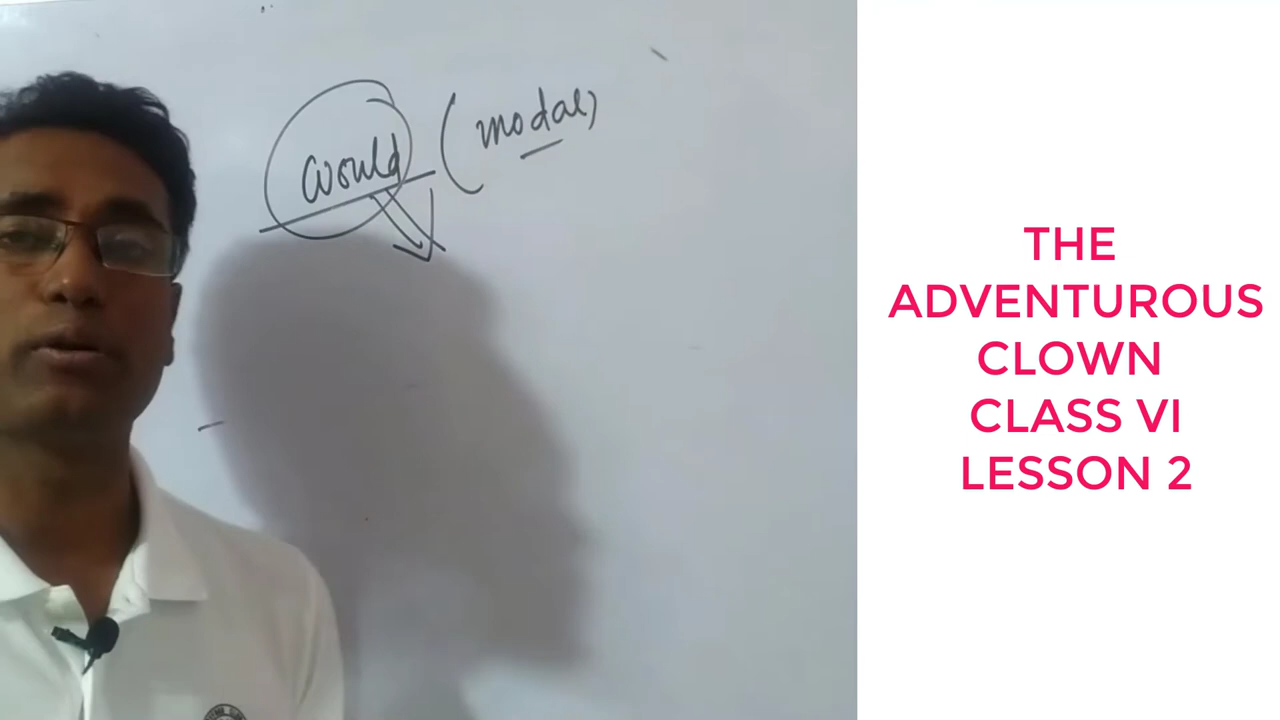 would (modal)
THE
ADVENTUROUS
CLOWN
CLASS VI
LESSON 2